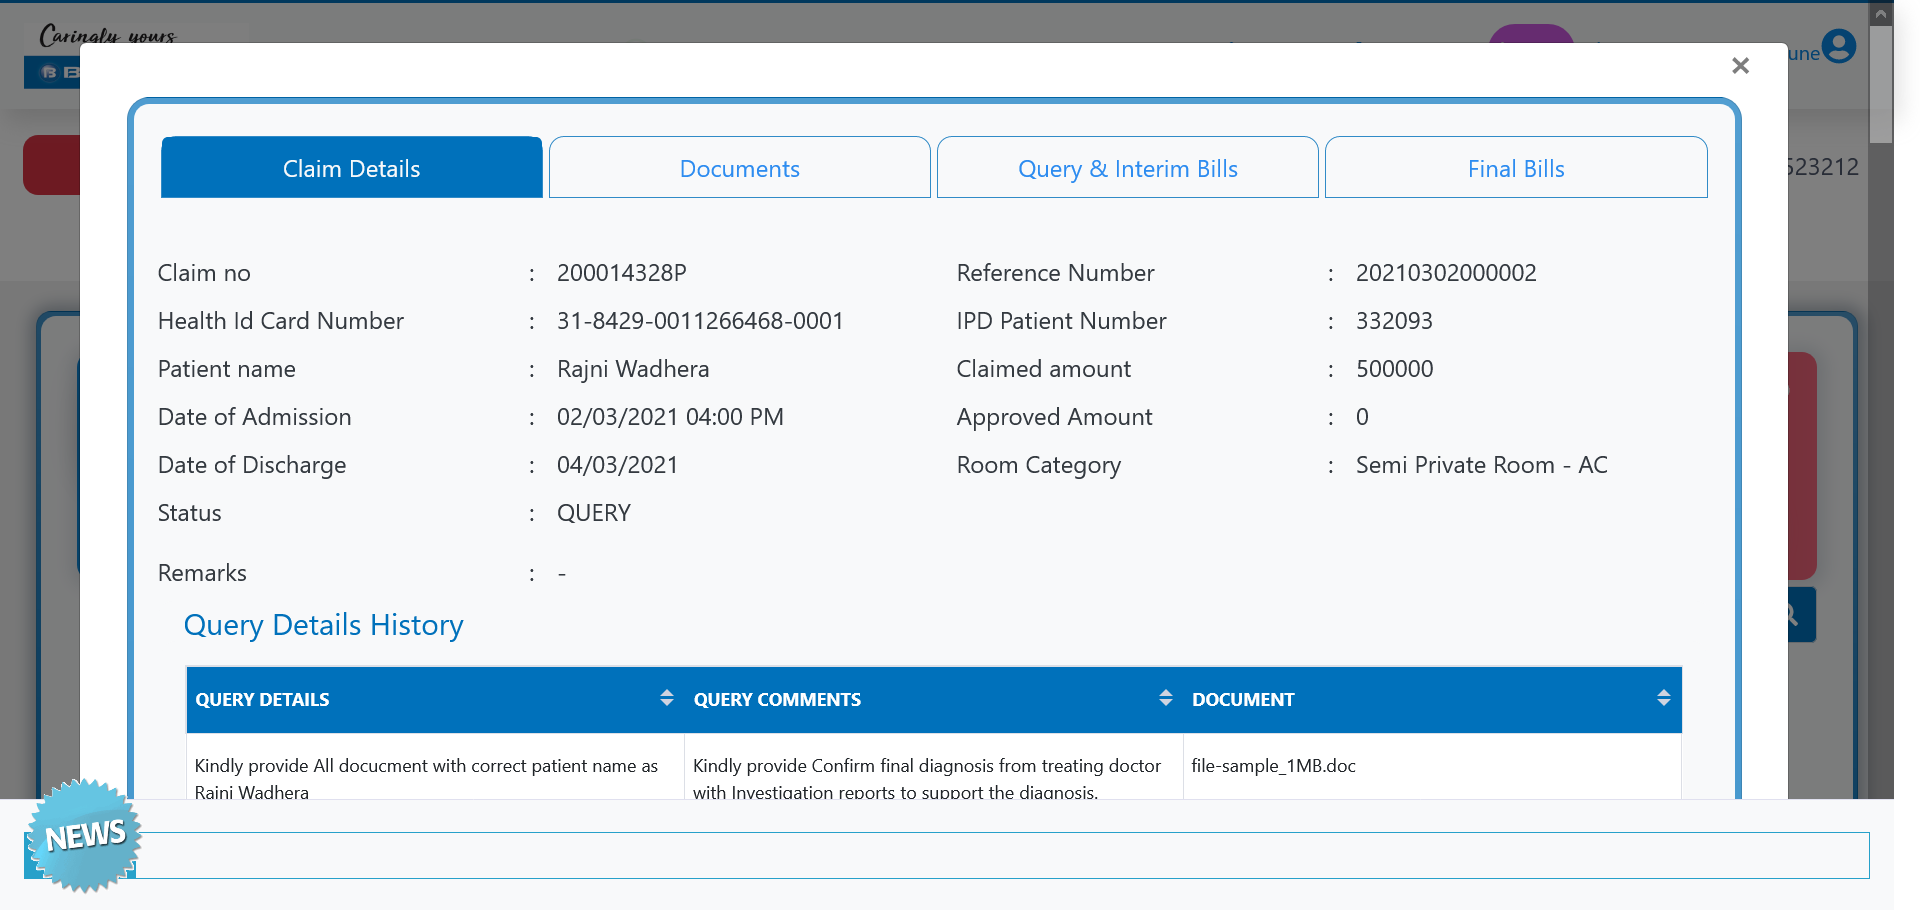 Caringly yours
B
une
×
Claim Details
Documents
Query & Interim Bills
Final Bills
523212
Claim no : 200014328P
Reference Number : 20210302000002
Health Id Card Number : 31-8429-0011266468-0001
IPD Patient Number : 332093
Patient name : Rajni Wadhera
Claimed amount : 500000
Date of Admission : 02/03/2021 04:00 PM
Approved Amount : 0
Date of Discharge : 04/03/2021
Room Category : Semi Private Room - AC
Status : QUERY
Remarks : -
Query Details History
QUERY DETAILS
QUERY COMMENTS
DOCUMENT
Kindly provide All docucment with correct patient name as
Rajni Wadhera
Kindly provide Confirm final diagnosis from treating doctor
with Investigation reports to support the diagnosis.
file-sample_1MB.doc
NEWS